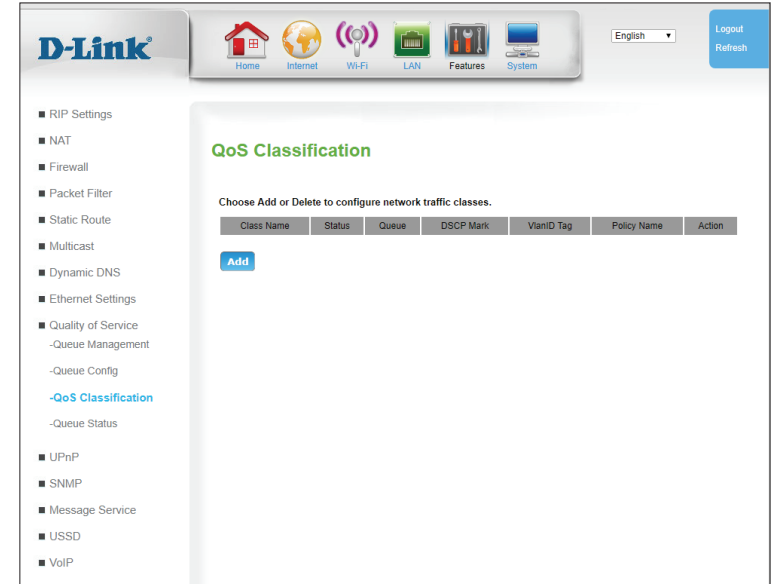 D-Link®
Home Internet Wi-Fi LAN Features System
English
Logout
Refresh
RIP Settings
NAT
Firewall
Packet Filter
Static Route
Multicast
Dynamic DNS
Ethernet Settings
Quality of Service
-Queue Management
-Queue Config
-QoS Classification
-Queue Status
UPnP
SNMP
Message Service
USSD
VoIP
QoS Classification
Choose Add or Delete to configure network traffic classes.
Class Name Status Queue DSCP Mark VlanID Tag Policy Name Action
Add